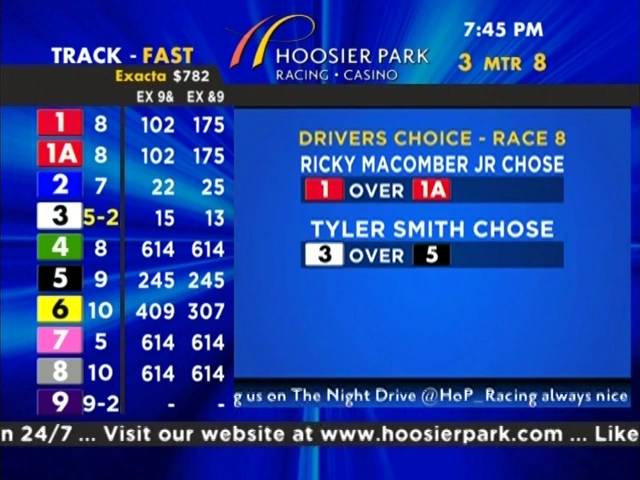 TRACK - FAST
HOOSIER PARK
RACING • CASINO
7:45 PM
3 MTR 8
Exacta $782
EX 9& EX &9
1 8 102 175
1A 8 102 175
2 7 22 25
3 5-2 15 13
4 8 614 614
5 9 245 245
6 10 409 307
7 5 614 614
8 10 614 614
9 9-2 - -
DRIVERS CHOICE - RACE 8
RICKY MACOMBER JR CHOSE
1 OVER 1A
TYLER SMITH CHOSE
3 OVER 5
g us on The Night Drive @HoP_Racing always nice
n 24/7 ... Visit our website at www.hoosierpark.com ... Like